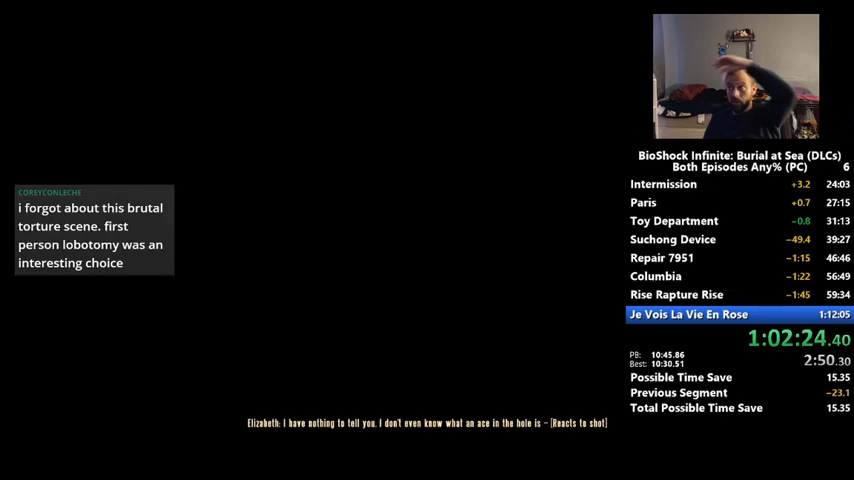 COREYCONLECHE
i forgot about this brutal
torture scene. first
person lobotomy was an
interesting choice
BioShock Infinite: Burial at Sea (DLCs)
Both Episodes Any% (PC) 6
Intermission +3.2 24:03
Paris +0.7 27:15
Toy Department −0.8 31:13
Suchong Device −49.4 39:27
Repair 7951 −1:15 46:46
Columbia −1:22 56:49
Rise Rapture Rise −1:45 59:34
Je Vois La Vie En Rose 1:12:05
1:02:24.40
PB: 10:45.86
Best: 10:30.51
2:50.30
Possible Time Save 15.35
Previous Segment −23.1
Total Possible Time Save 15.35
Elizabeth: I have nothing to tell you. I don't even know what an ace in the hole is - [Reacts to shot]